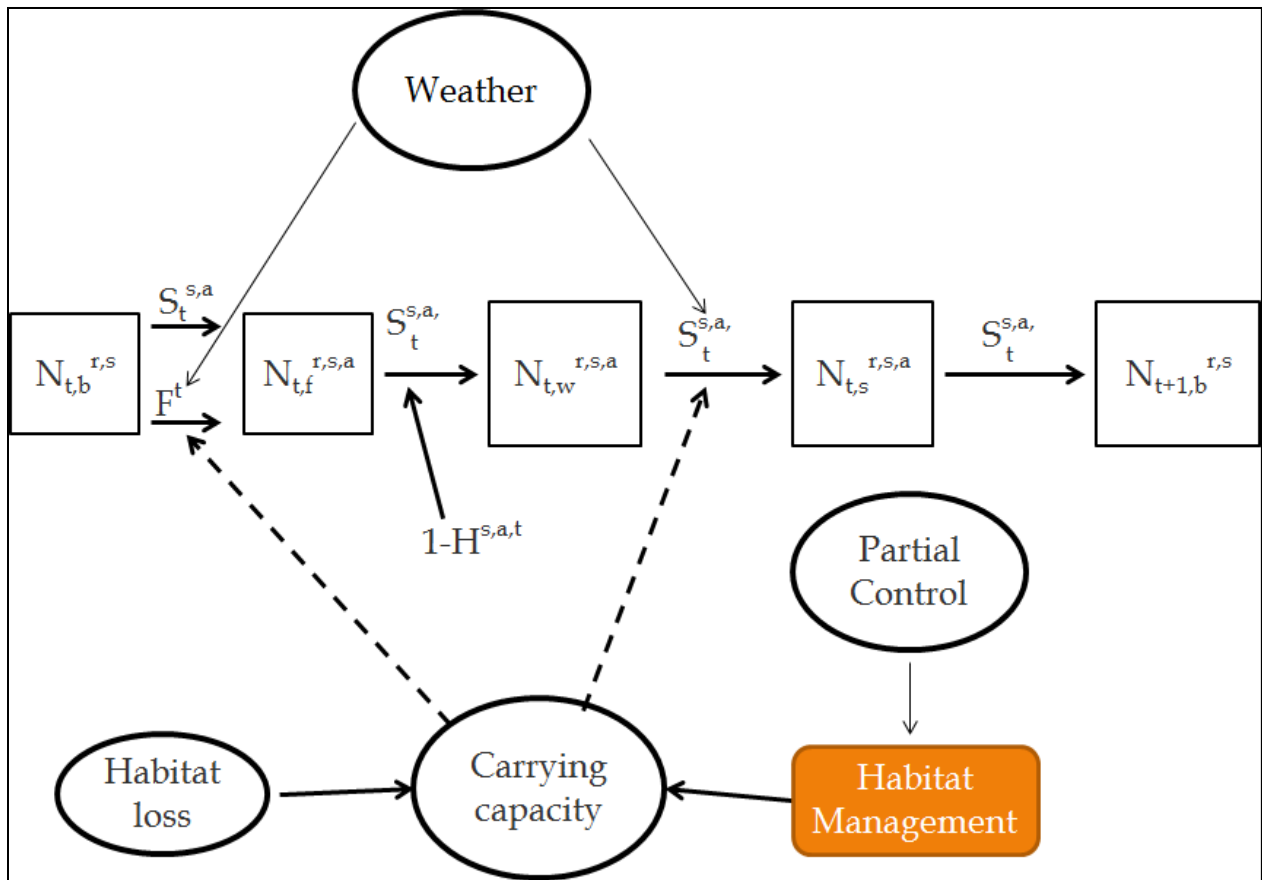 Weather
S_t^{s,a}
F^t
S_t^{s,a,}
S_t^{s,a,}
S_t^{s,a,}
N_{t,b}^{r,s}
N_{t,f}^{r,s,a}
N_{t,w}^{r,s,a}
N_{t,s}^{r,s,a}
N_{t+1,b}^{r,s}
1-H^{s,a,t}
Partial
Control
Habitat
loss
Carrying
capacity
Habitat
Management